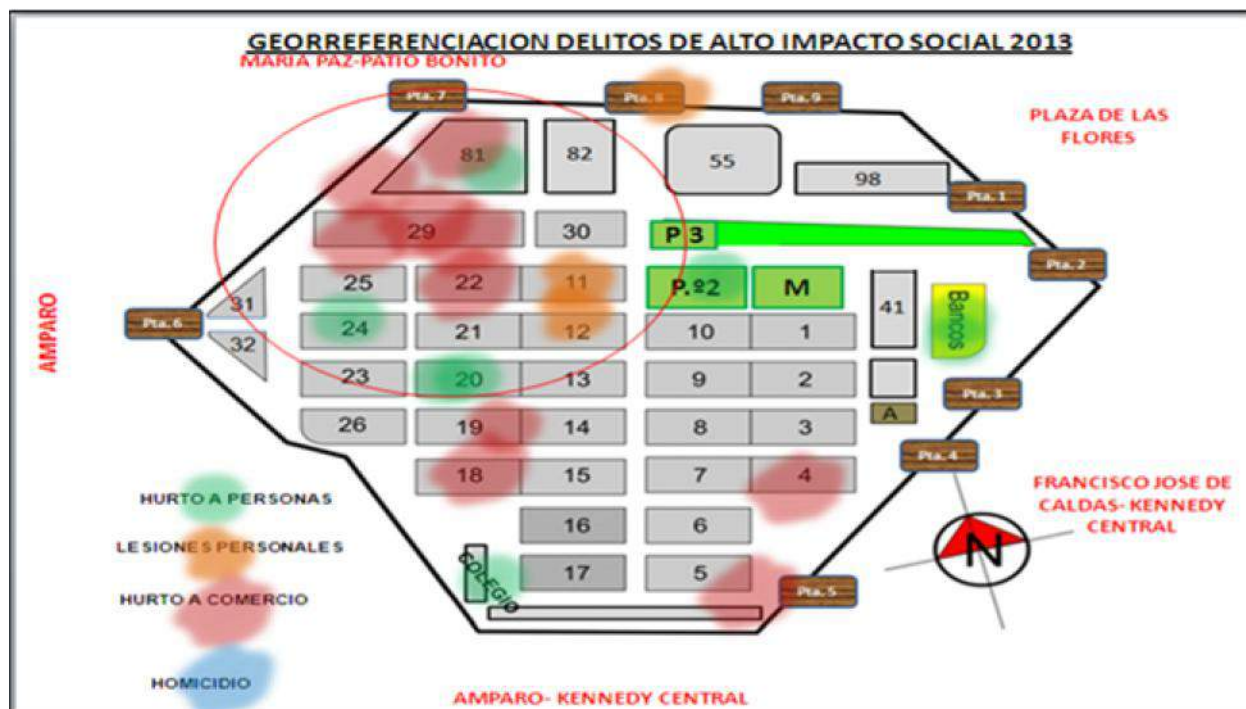 GEORREFERENCIACION DELITOS DE ALTO IMPACTO SOCIAL 2013
MARIA PAZ-PATIO BONITO
Pta. 7
Pta. 8
Pta. 9
PLAZA DE LAS
FLORES
81
82
55
98
Pta. 1
29
30
P 3
Pta. 2
31
25
22
11
P.º2
M
41
Bancos
AMPARO
Pta. 6
32
24
21
12
10
1
23
20
13
9
2
Pta. 3
A
26
19
14
8
3
Pta. 4
18
15
7
4
FRANCISCO JOSE DE
CALDAS- KENNEDY
CENTRAL
HURTO A PERSONAS
16
6
LESIONES PERSONALES
N
COLEGIO
17
5
Pta. 5
HURTO A COMERCIO
HOMICIDIO
AMPARO- KENNEDY CENTRAL